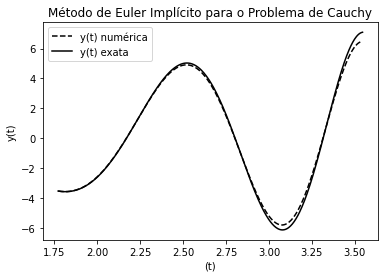 Método de Euler Implícito para o Problema de Cauchy
y(t) numérica
y(t) exata
6
4
2
0
−2
−4
−6
y(t)
1.75 2.00 2.25 2.50 2.75 3.00 3.25 3.50
(t)